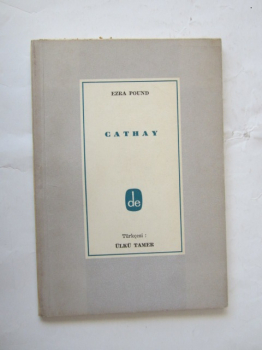 EZRA POUND
CATHAY
de
Türkçesi :
ÜLKÜ TAMER